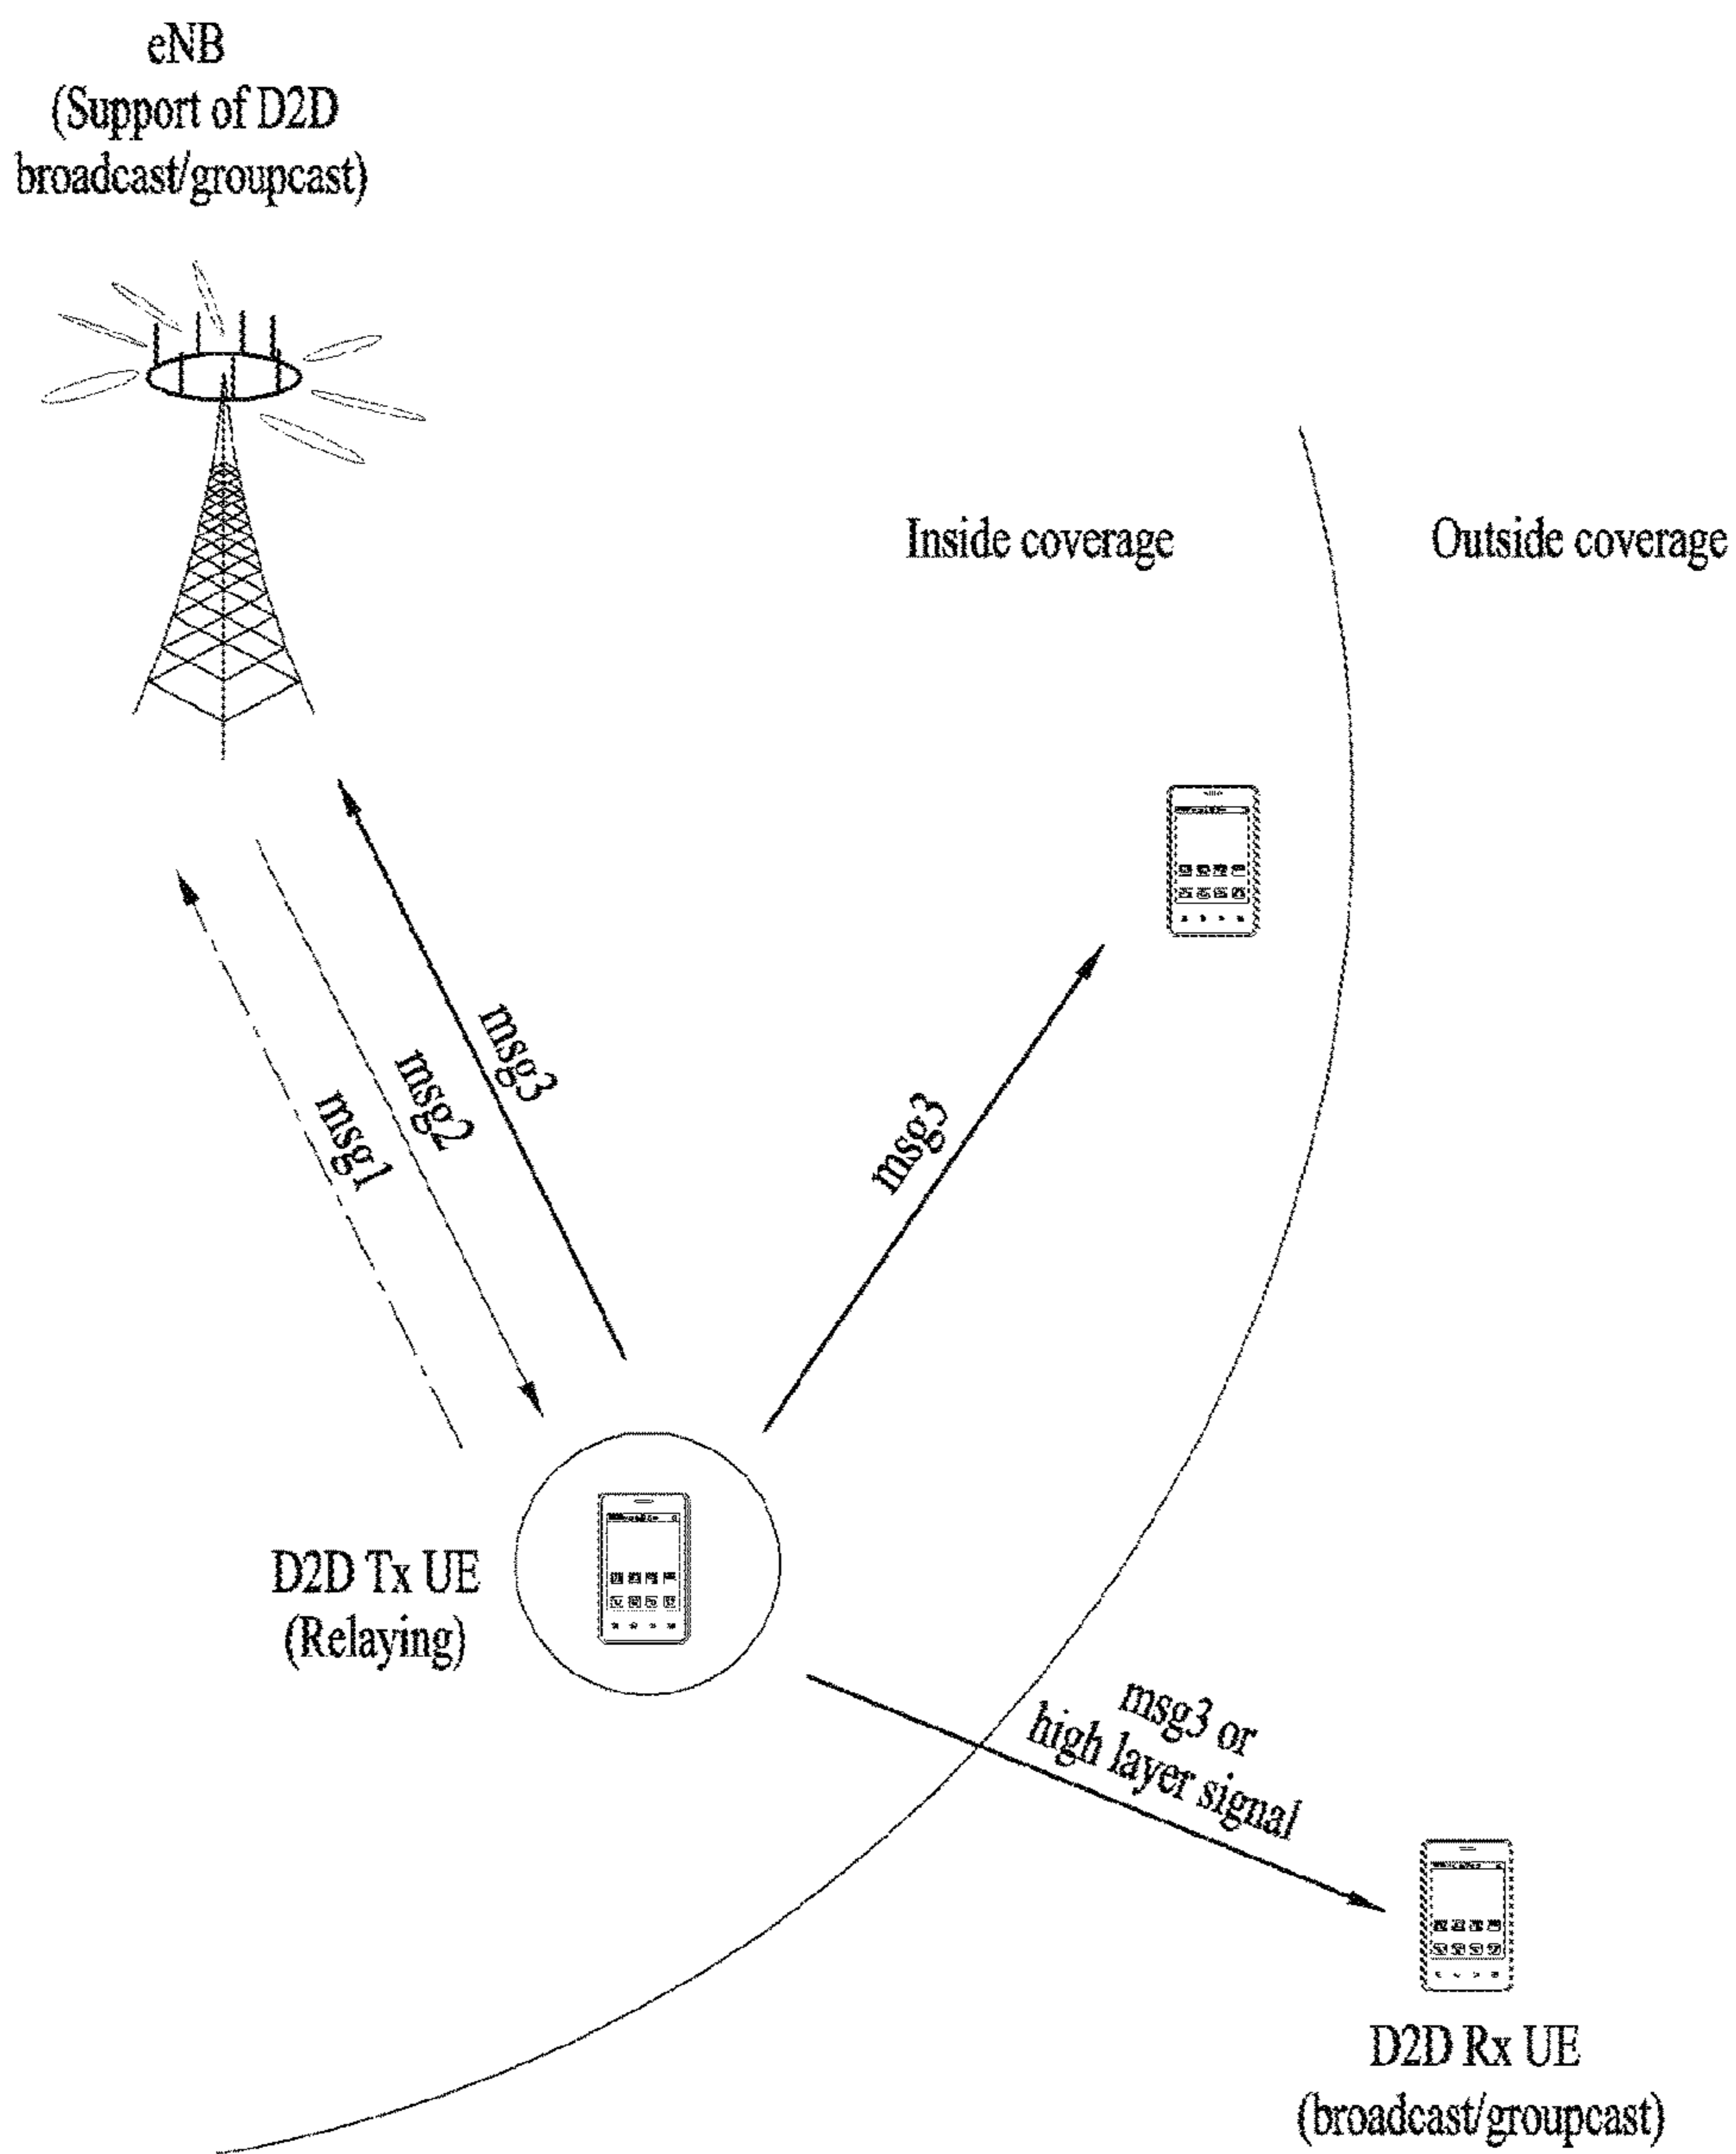 eNB
(Support of D2D
broadcast/groupcast)
Inside coverage
Outside coverage
msg3
msg2
msg1
msg3
D2D Tx UE
(Relaying)
msg3 or
high layer signal
D2D Rx UE
(broadcast/groupcast)